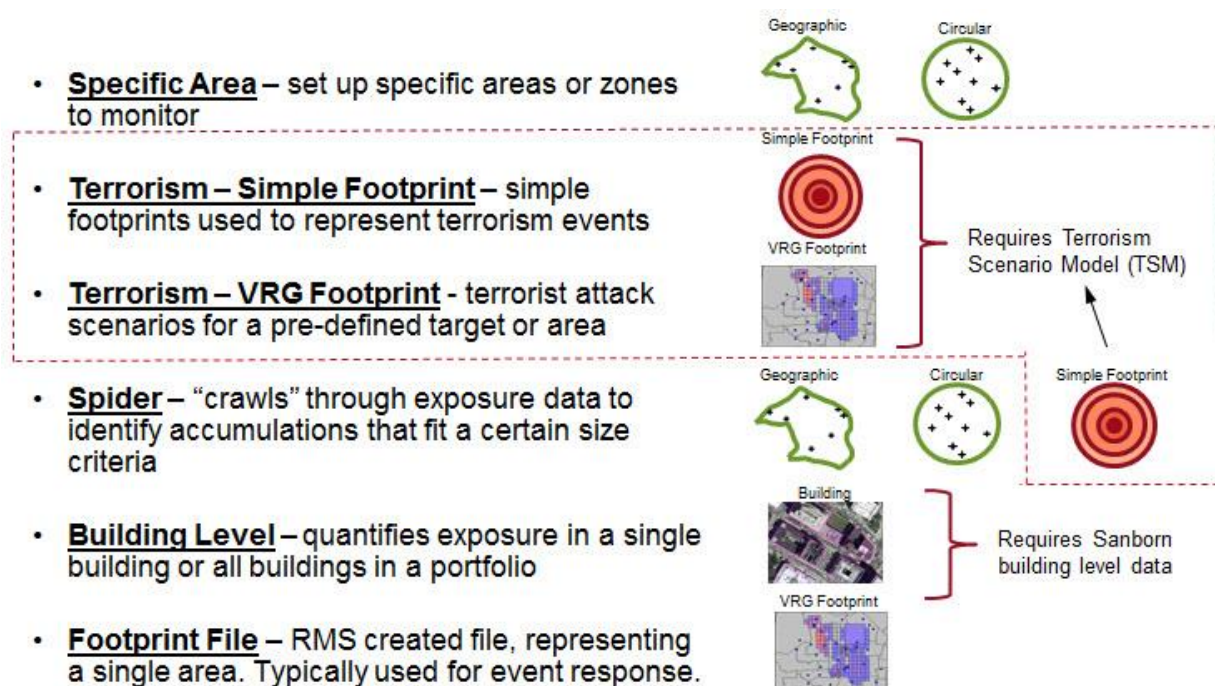 Geographic
Circular
• Specific Area – set up specific areas or zones
to monitor
Simple Footprint
• Terrorism – Simple Footprint – simple
footprints used to represent terrorism events
VRG Footprint
Requires Terrorism
Scenario Model (TSM)
• Terrorism – VRG Footprint - terrorist attack
scenarios for a pre-defined target or area
Geographic
Circular
Simple Footprint
• Spider – “crawls” through exposure data to
identify accumulations that fit a certain size
criteria
Building
• Building Level – quantifies exposure in a single
building or all buildings in a portfolio
Requires Sanborn
building level data
VRG Footprint
• Footprint File – RMS created file, representing
a single area. Typically used for event response.